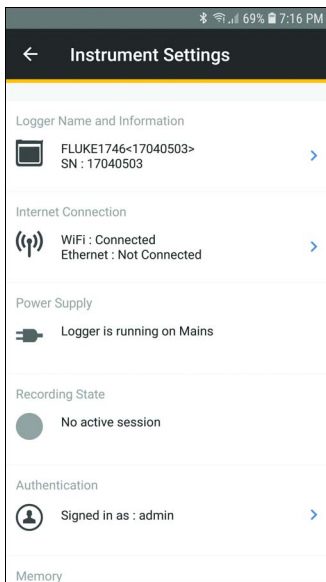 69% 7:16 PM
Instrument Settings
Logger Name and Information
FLUKE1746<17040503>
SN : 17040503
Internet Connection
WiFi : Connected
Ethernet : Not Connected
Power Supply
Logger is running on Mains
Recording State
No active session
Authentication
Signed in as : admin
Memory